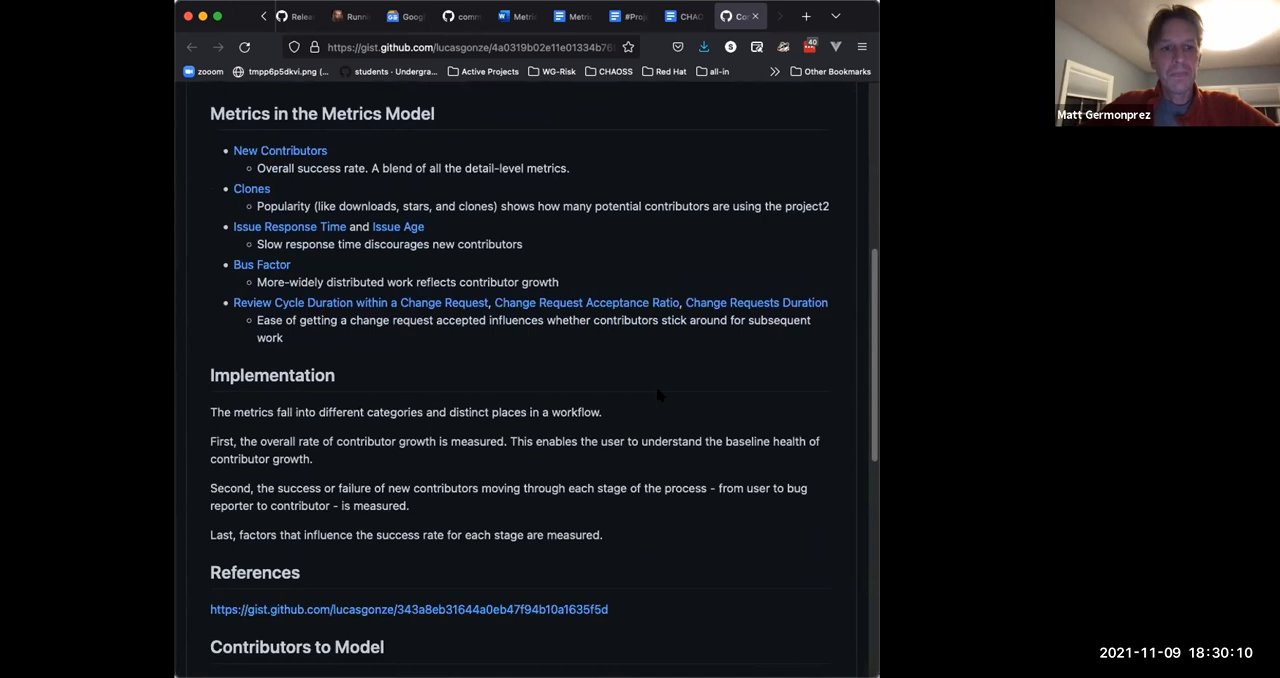 Relea
Runni
Googl
comm
Metri
Metric
#Proj
CHAO
Co
https://gist.github.com/lucasgonze/4a0319b02e11e01334b76
40
zooom
tmpp6p5dkvi.png (...
students · Undergra...
Active Projects
WG-Risk
CHAOSS
Red Hat
all-in
Other Bookmarks
Matt Germonprez
Metrics in the Metrics Model
New Contributors
Overall success rate. A blend of all the detail-level metrics.
Clones
Popularity (like downloads, stars, and clones) shows how many potential contributors are using the project2
Issue Response Time and Issue Age
Slow response time discourages new contributors
Bus Factor
More-widely distributed work reflects contributor growth
Review Cycle Duration within a Change Request, Change Request Acceptance Ratio, Change Requests Duration
Ease of getting a change request accepted influences whether contributors stick around for subsequent
work
Implementation
The metrics fall into different categories and distinct places in a workflow.
First, the overall rate of contributor growth is measured. This enables the user to understand the baseline health of
contributor growth.
Second, the success or failure of new contributors moving through each stage of the process - from user to bug
reporter to contributor - is measured.
Last, factors that influence the success rate for each stage are measured.
References
https://gist.github.com/lucasgonze/343a8eb31644a0eb47f94b10a1635f5d
Contributors to Model
2021-11-09 18:30:10